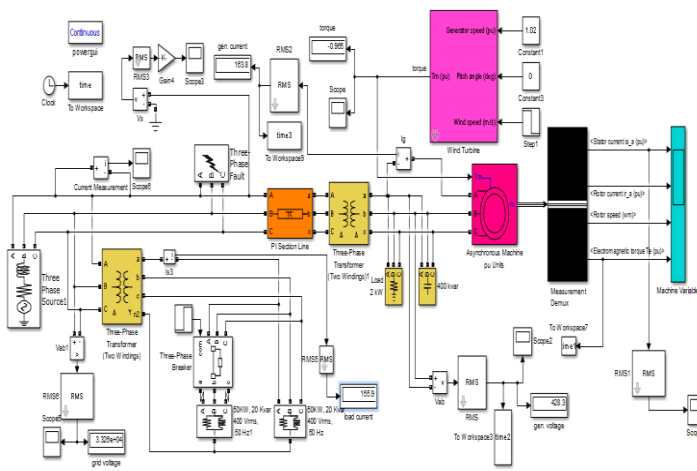 Continuous
powergui
Clock
time
To Workspace
RMS
RMS3
Gain4
Scope3
Vs
gen. current
163.8
RMS2
RMS
time3
To Workspace9
torque
-0.965
Scope
torque
Generator speed (pu)
Tm (pu)
Pitch angle (deg)
Wind speed (m/s)
Wind Turbine
1.02
Constant1
0
Constant3
Step1
Current Measurement
Scope6
Three-
Phase
Fault
A B C
Ig
<Stator current is_a (pu)>
<Rotor current ir_a (pu)>
<Rotor speed (wm)>
<Electromagnetic torque Te (pu)>
Machine Variable
Measurement
Demux
Asynchronous Machine
pu Units
Tm
A
B
C
PI Section Line
Three-Phase
Transformer
(Two Windings)1
Load
2 kW
400 kvar
Three
Phase
Source1
Three-Phase
Transformer
(Two Windings)
Is3
Three-Phase
Breaker
com
RMS5
RMS
155.9
load current
50KW, 20 Kvar
400 Vrms,
50 Hz1
50KW, 20 Kvar
400 Vrms,
50 Hz
Vab1
RMS6
RMS
3.326e+04
grid voltage
Vab
RMS
RMS
Scope2
428.3
gen. voltage
time2
To Workspace3
To Workspace7
time1
RMS1
RMS